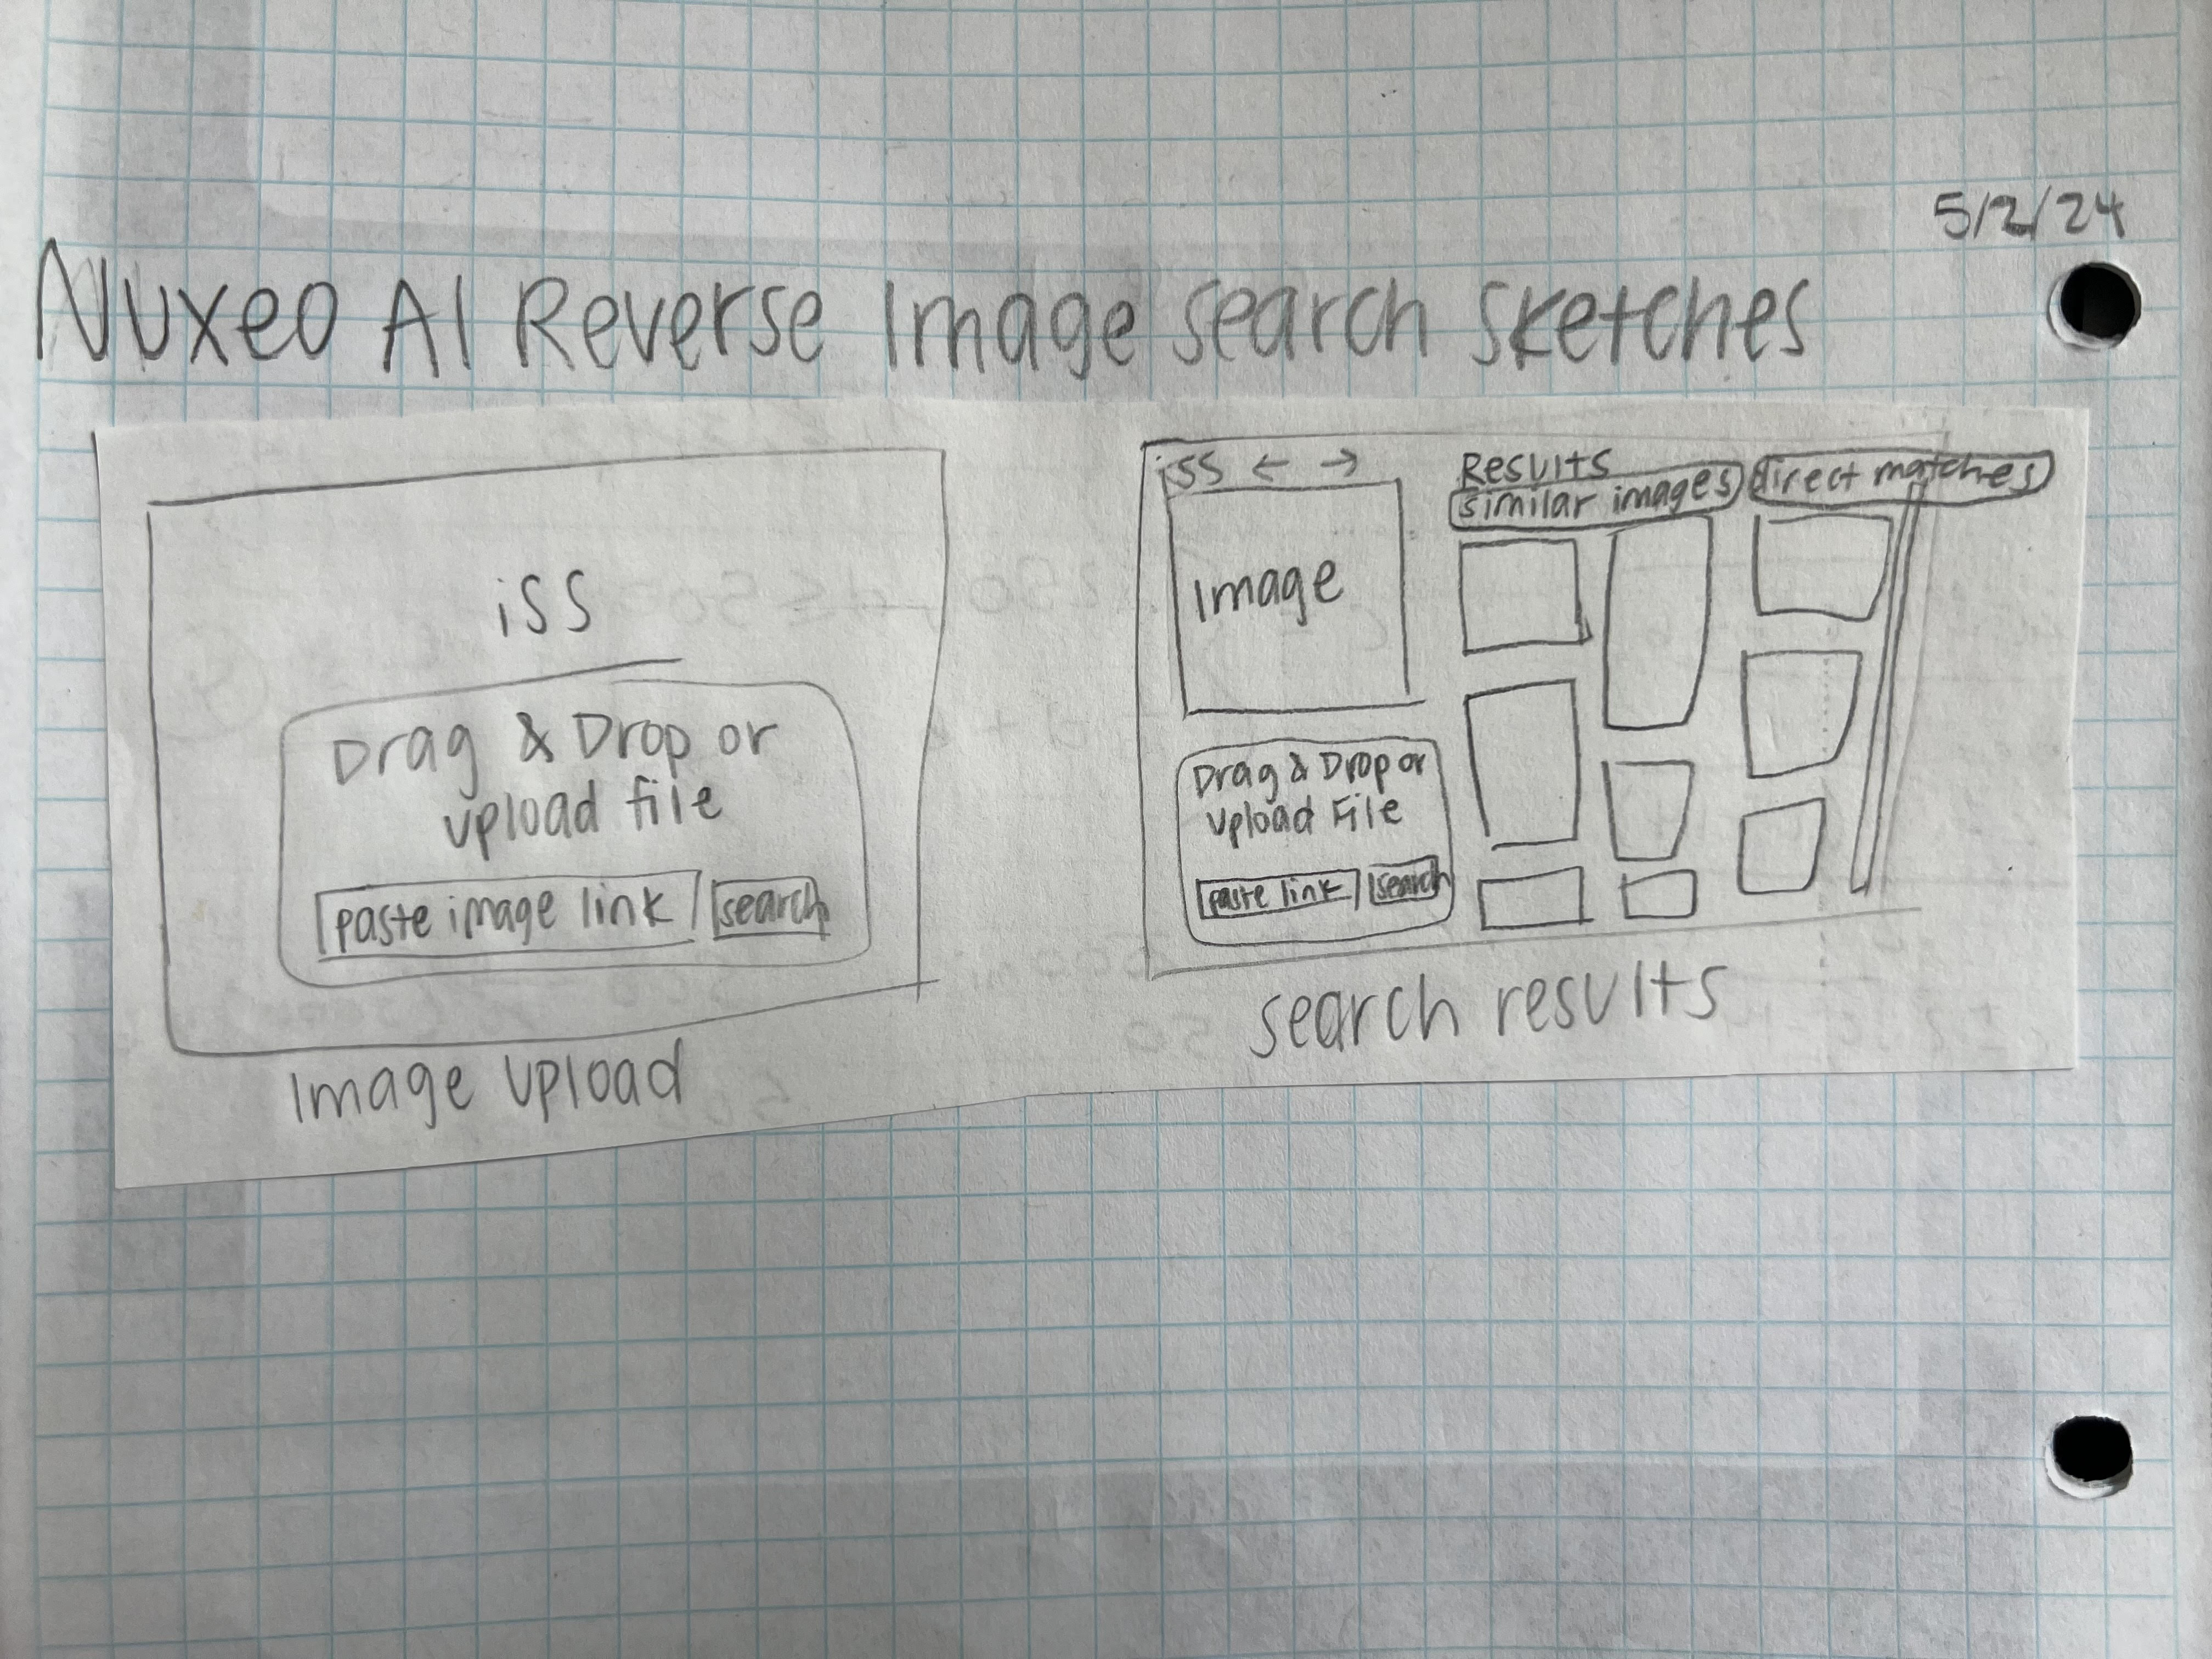 5/2/24
Nuxeo AI Reverse Image Search Sketches
iss
Drag & Drop or
upload file
paste image link
search
Image upload
iss ← →
Image
Drag & Drop or
upload File
paste link
search
Results
similar images
direct matches
search results